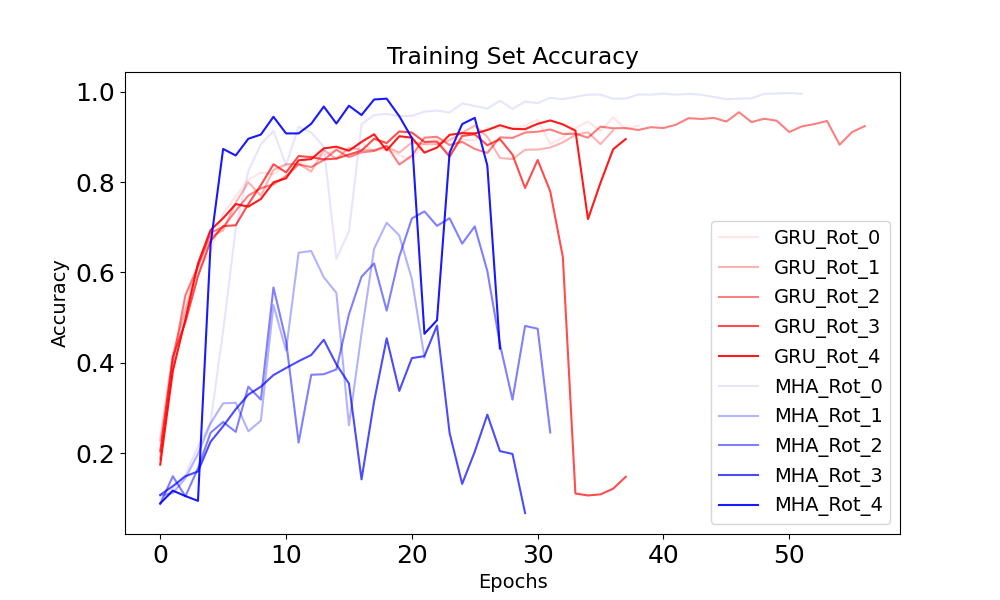 Training Set Accuracy
1.0
0.8
0.6
0.4
0.2
Accuracy
GRU_Rot_0
GRU_Rot_1
GRU_Rot_2
GRU_Rot_3
GRU_Rot_4
MHA_Rot_0
MHA_Rot_1
MHA_Rot_2
MHA_Rot_3
MHA_Rot_4
0 10 20 30 40 50
Epochs